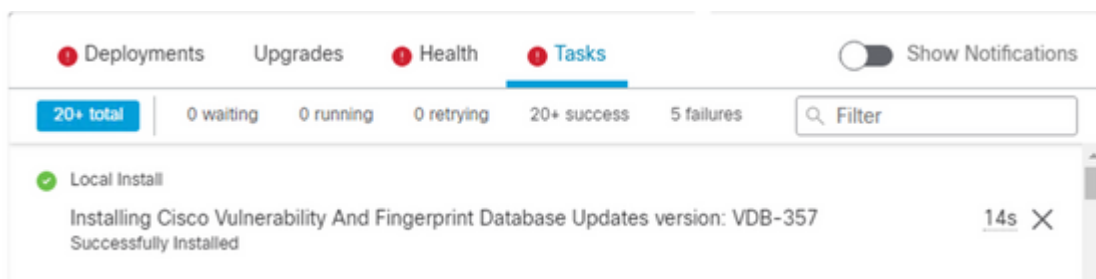 Deployments Upgrades Health Tasks Show Notifications
20+ total 0 waiting 0 running 0 retrying 20+ success 5 failures Filter
Local Install
Installing Cisco Vulnerability And Fingerprint Database Updates version: VDB-357 14s
Successfully Installed